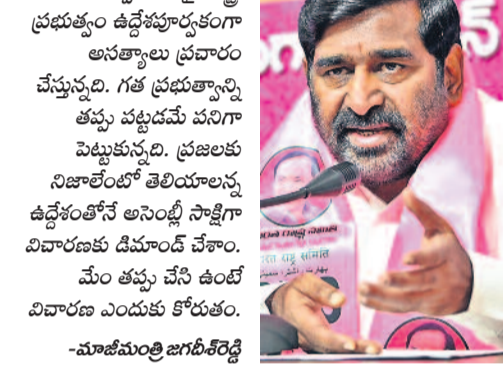 ప్రభుత్వం ఉద్దేశపూర్వకంగా
అసత్యాలు ప్రచారం
చేస్తున్నది. గత ప్రభుత్వాన్ని
తప్పు పట్టడమే పనిగా
పెట్టుకున్నది. ప్రజలకు
నిజాలేంటో తెలియాలన్న
ఉద్దేశంతోనే అసెంబ్లీ సాక్షిగా
విచారణకు డిమాండ్ చేశాం.
మేం తప్పు చేసి ఉంటే
విచారణ ఎందుకు కోరుతం.
-మాజీమంత్రి జగదీశ్‌రెడ్డి